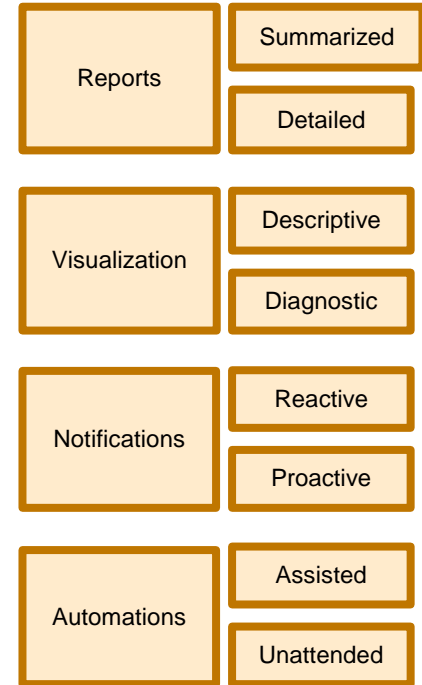 Reports
Summarized
Detailed
Visualization
Descriptive
Diagnostic
Notifications
Reactive
Proactive
Automations
Assisted
Unattended